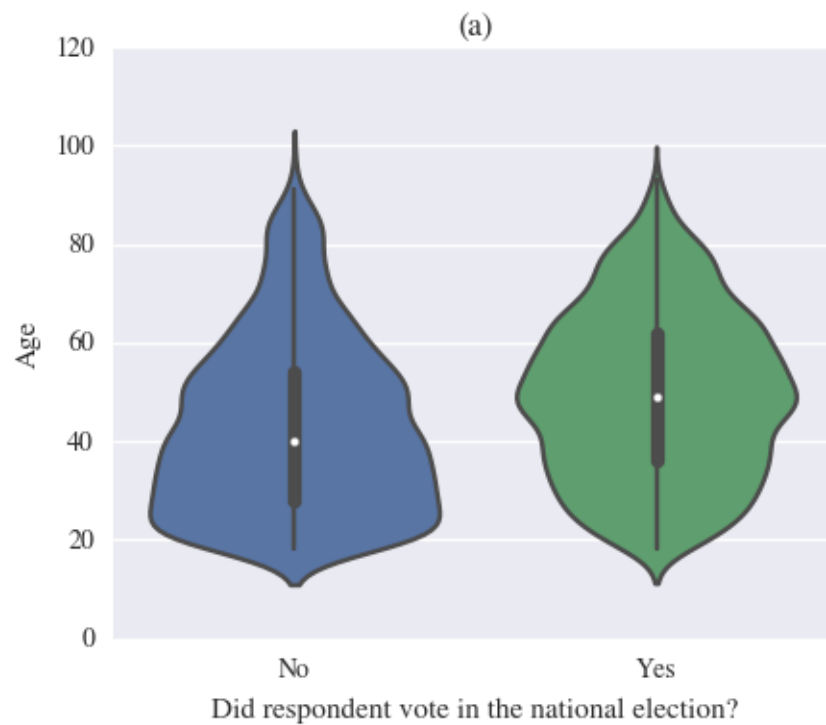 (a)
120
100
80
60
40
20
0
Age
No Yes
Did respondent vote in the national election?